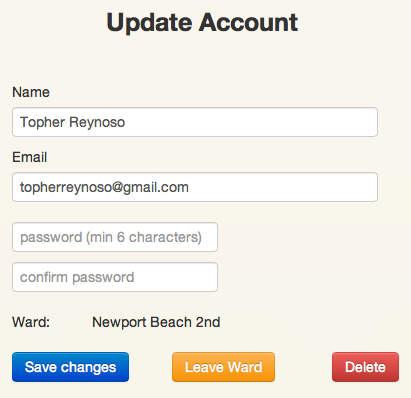 Update Account
Name
Topher Reynoso
Email
topherreynoso@gmail.com
password (min 6 characters)
confirm password
Ward: Newport Beach 2nd
Save changes Leave Ward Delete